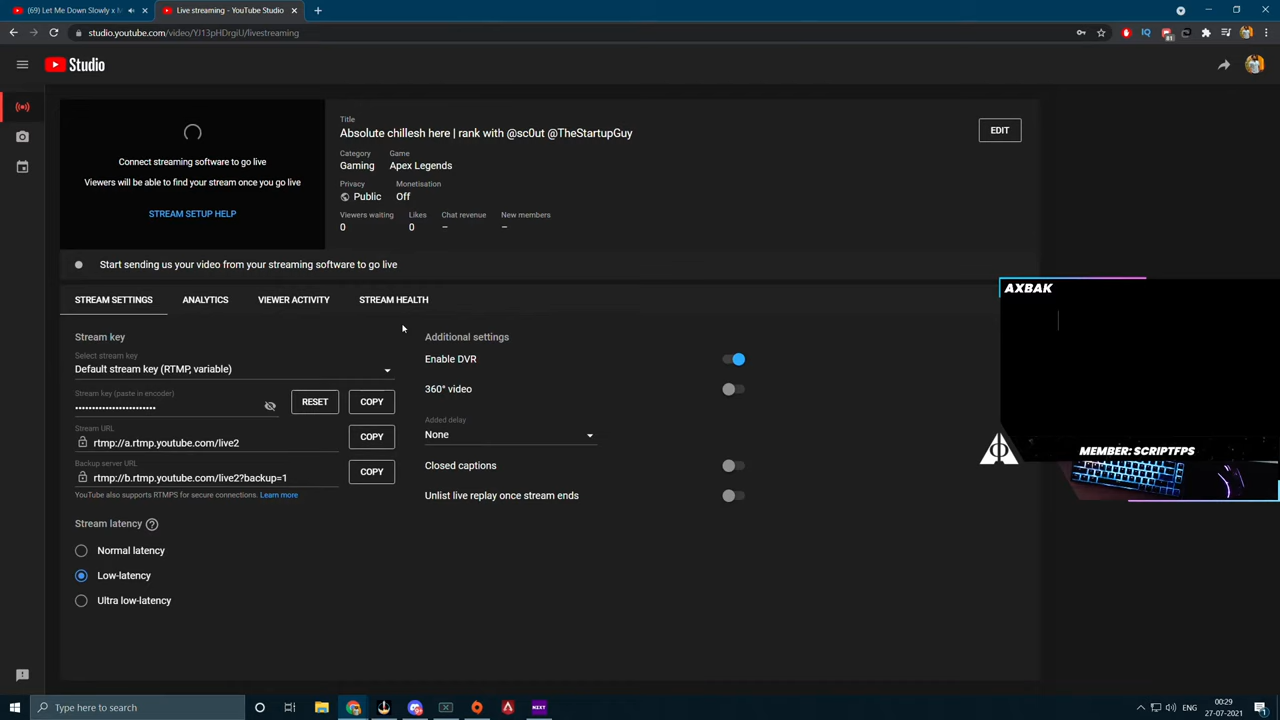 (69) Let Me Down Slowly x M
Live streaming - YouTube Studio
studio.youtube.com/video/YJ13pHDrgiU/livestreaming
Studio
Connect streaming software to go live
Viewers will be able to find your stream once you go live
STREAM SETUP HELP
Title
Absolute chillesh here | rank with @sc0ut @TheStartupGuy
EDIT
Category Game
Gaming Apex Legends
Privacy Monetisation
Public Off
Viewers waiting Likes Chat revenue New members
0 0 – –
Start sending us your video from your streaming software to go live
STREAM SETTINGS ANALYTICS VIEWER ACTIVITY STREAM HEALTH
Stream key
Select stream key
Default stream key (RTMP, variable)
Stream key (paste in encoder)
•••••••••••••••••••••••• RESET COPY
Stream URL
rtmp://a.rtmp.youtube.com/live2 COPY
Backup server URL
rtmp://b.rtmp.youtube.com/live2?backup=1 COPY
YouTube also supports RTMPS for secure connections. Learn more
Stream latency
Normal latency
Low-latency
Ultra low-latency
Additional settings
Enable DVR
360° video
Added delay
None
Closed captions
Unlist live replay once stream ends
AXBAK
MEMBER: SCRIPTFPS
Type here to search
NIXT
ENG
00:29
27-07-2021